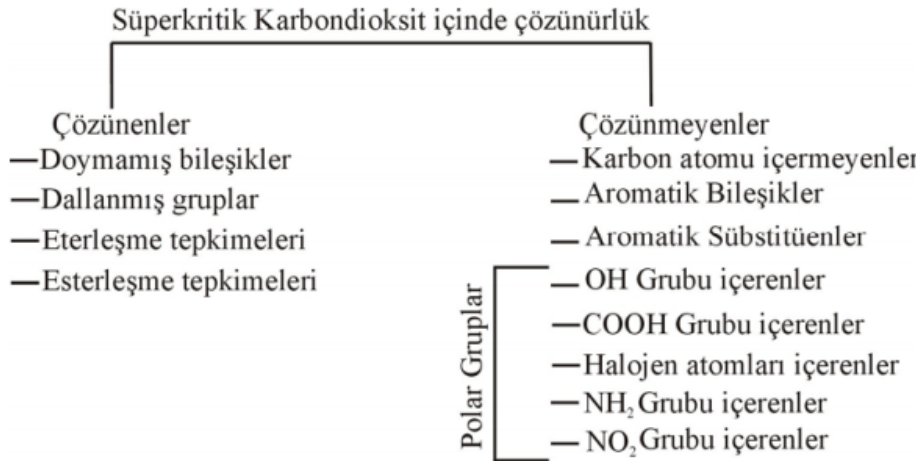 Süperkritik Karbondioksit içinde çözünürlük
Çözünenler
Doymamış bileşikler
Dallanmış gruplar
Eterleşme tepkimeleri
Esterleşme tepkimeleri
Çözünmeyenler
Karbon atomu içermeyenler
Aromatik Bileşikler
Aromatik Sübstitüenler
Polar Gruplar
OH Grubu içerenler
COOH Grubu içerenler
Halojen atomları içerenler
NH₂ Grubu içerenler
NO₂ Grubu içerenler